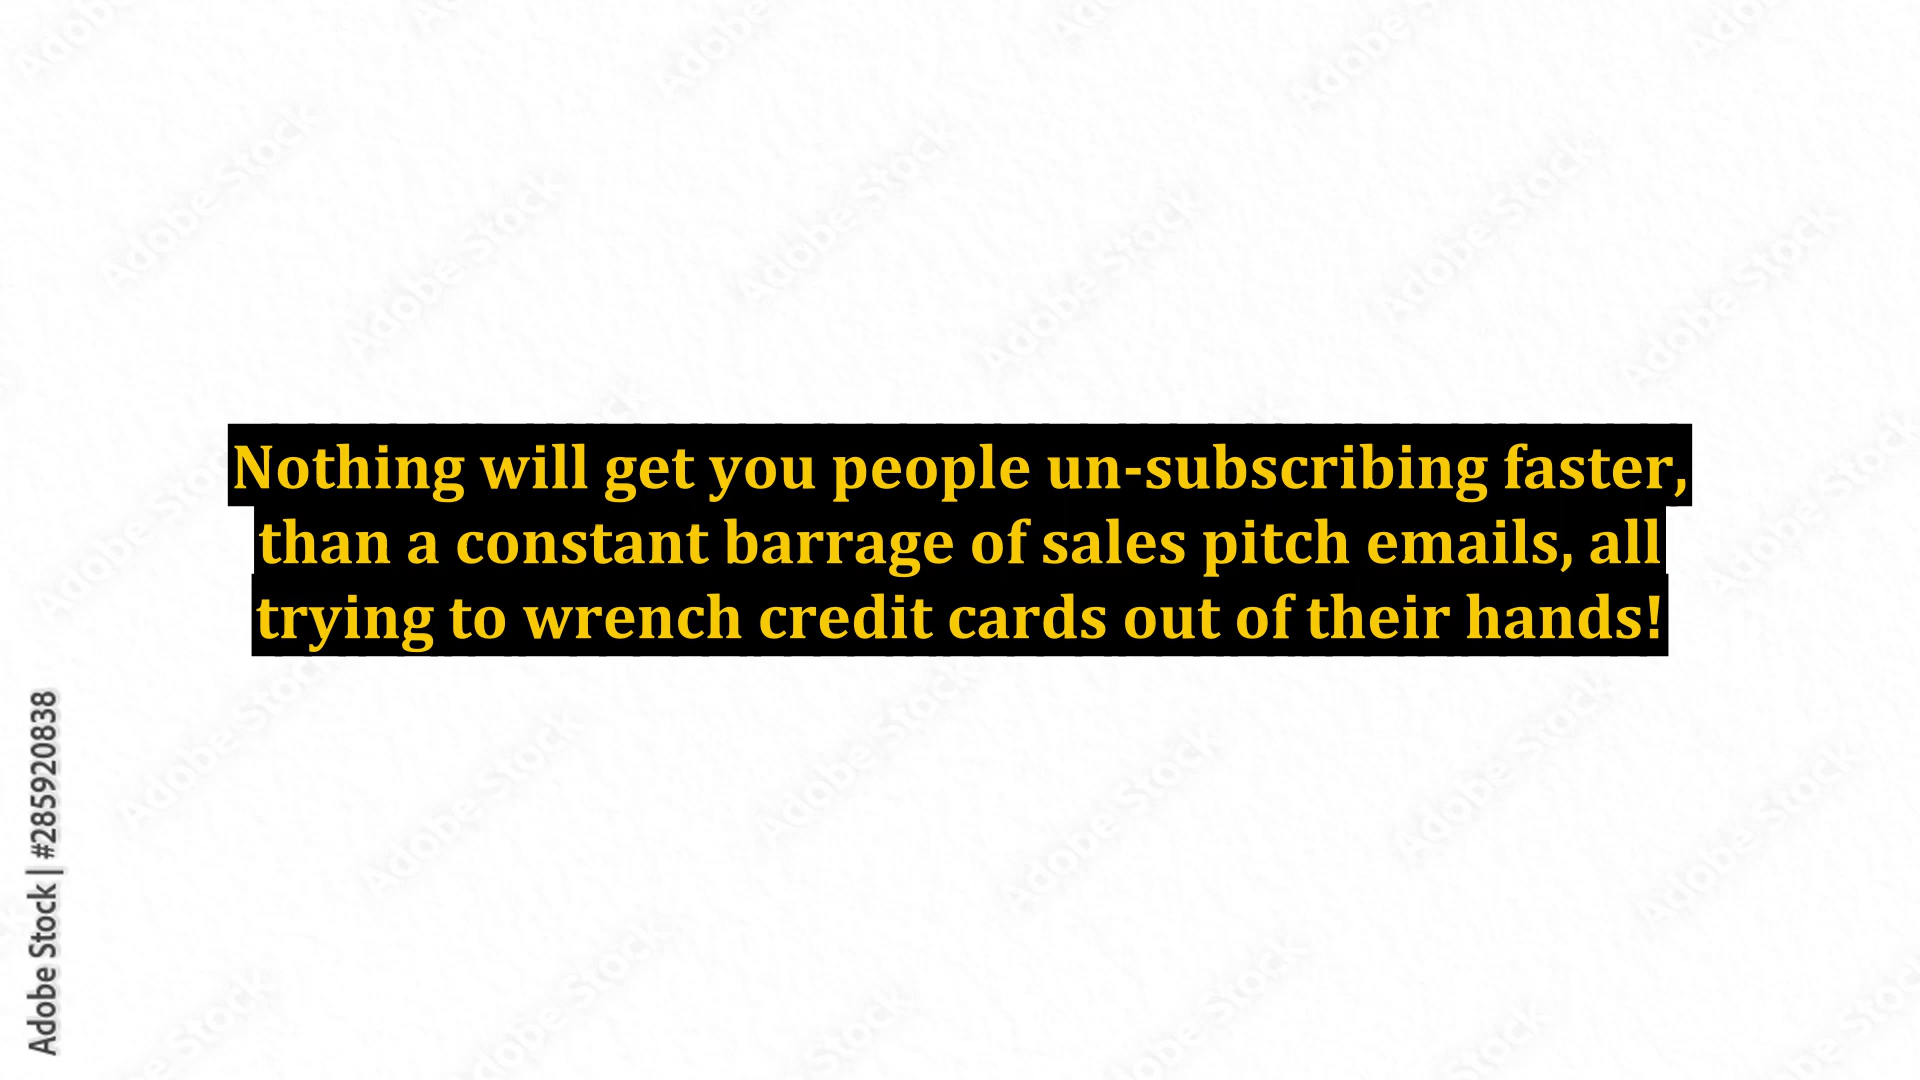 Nothing will get you people un-subscribing faster,
than a constant barrage of sales pitch emails, all
trying to wrench credit cards out of their hands!
Adobe Stock | #285920838